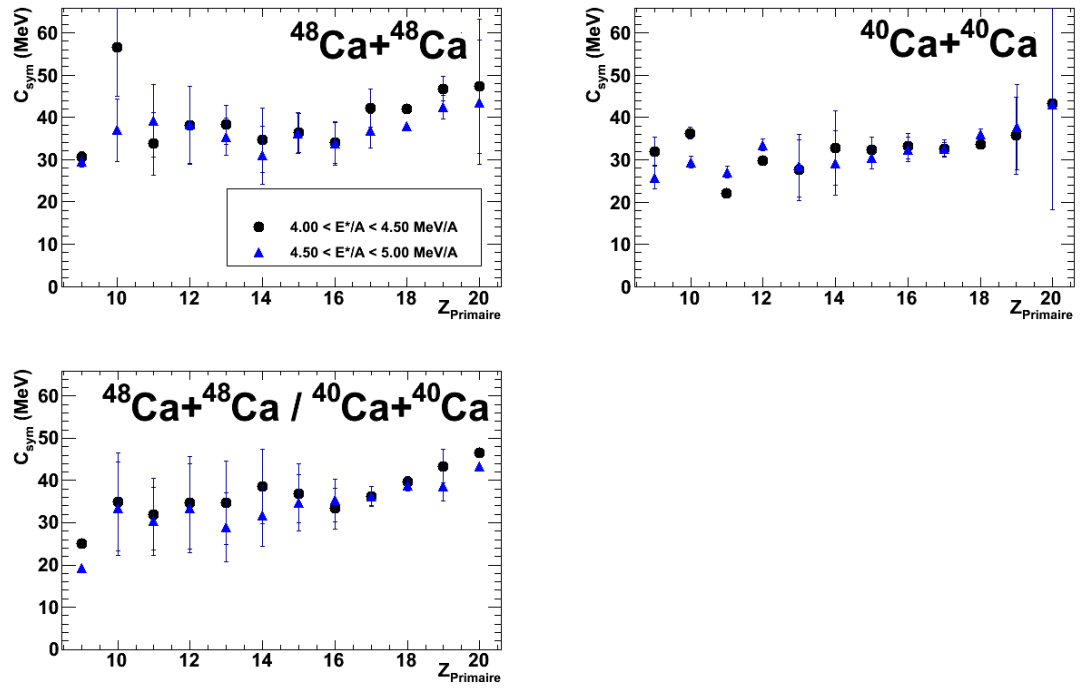 ⁴⁸Ca+⁴⁸Ca
C_sym (MeV)
60
50
40
30
20
10
0
4.00 < E*/A < 4.50 MeV/A
4.50 < E*/A < 5.00 MeV/A
10 12 14 16 18 20
Z_Primaire
⁴⁰Ca+⁴⁰Ca
C_sym (MeV)
60
50
40
30
20
10
0
10 12 14 16 18 20
Z_Primaire
⁴⁸Ca+⁴⁸Ca / ⁴⁰Ca+⁴⁰Ca
C_sym (MeV)
60
50
40
30
20
10
0
10 12 14 16 18 20
Z_Primaire